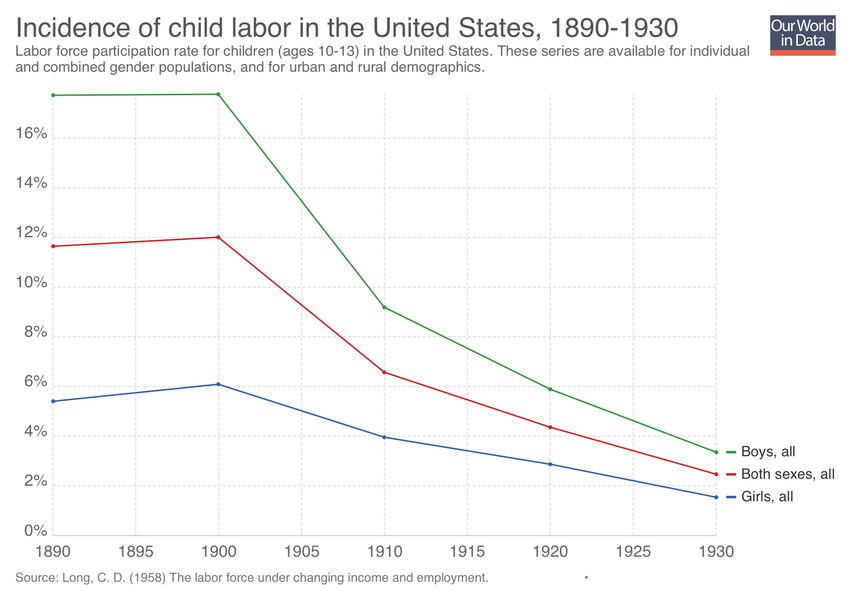 Incidence of child labor in the United States, 1890-1930
Our World
in Data
Labor force participation rate for children (ages 10-13) in the United States. These series are available for individual
and combined gender populations, and for urban and rural demographics.
16%
14%
12%
10%
8%
6%
4%
2%
0%
Boys, all
Both sexes, all
Girls, all
1890 1895 1900 1905 1910 1915 1920 1925 1930
Source: Long, C. D. (1958) The labor force under changing income and employment.